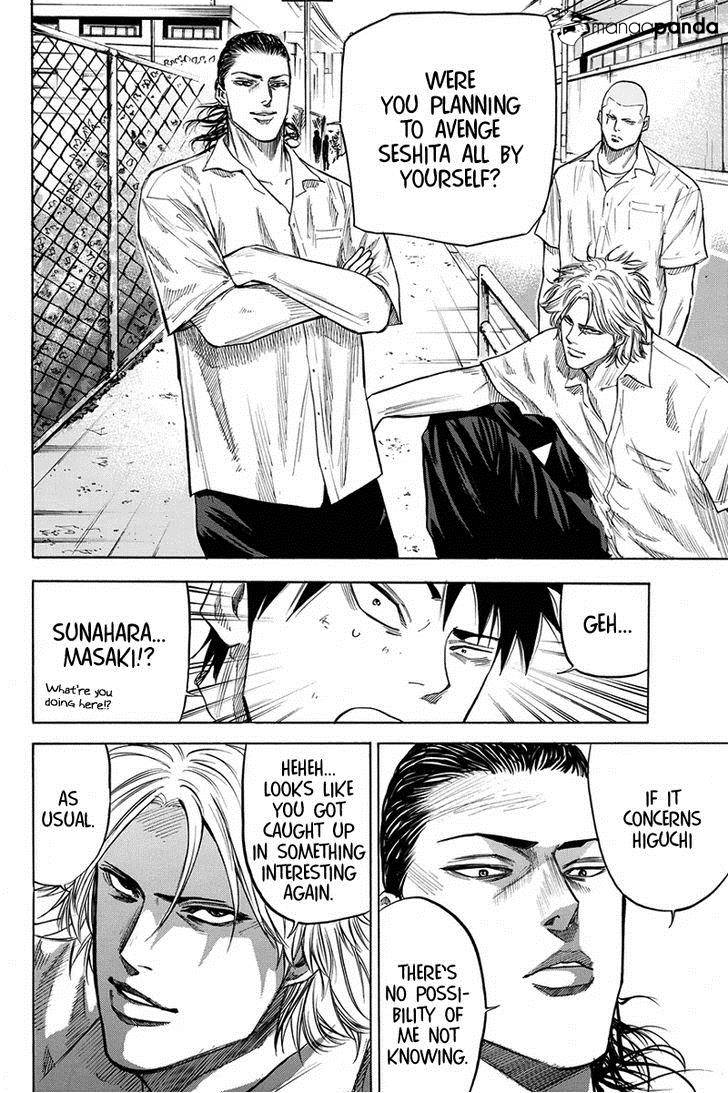 mangapanda
WERE
YOU PLANNING
TO AVENGE
SESHITA ALL BY
YOURSELF?
GEH...
SUNAHARA...
MASAKI!?
What're you
doing here!?
IF IT
CONCERNS
HIGUCHI
THERE'S
NO POSSI-
BILITY OF
ME NOT
KNOWING.
HEHEH...
LOOKS LIKE
YOU GOT
CAUGHT UP
IN SOMETHING
INTERESTING
AGAIN.
AS
USUAL.